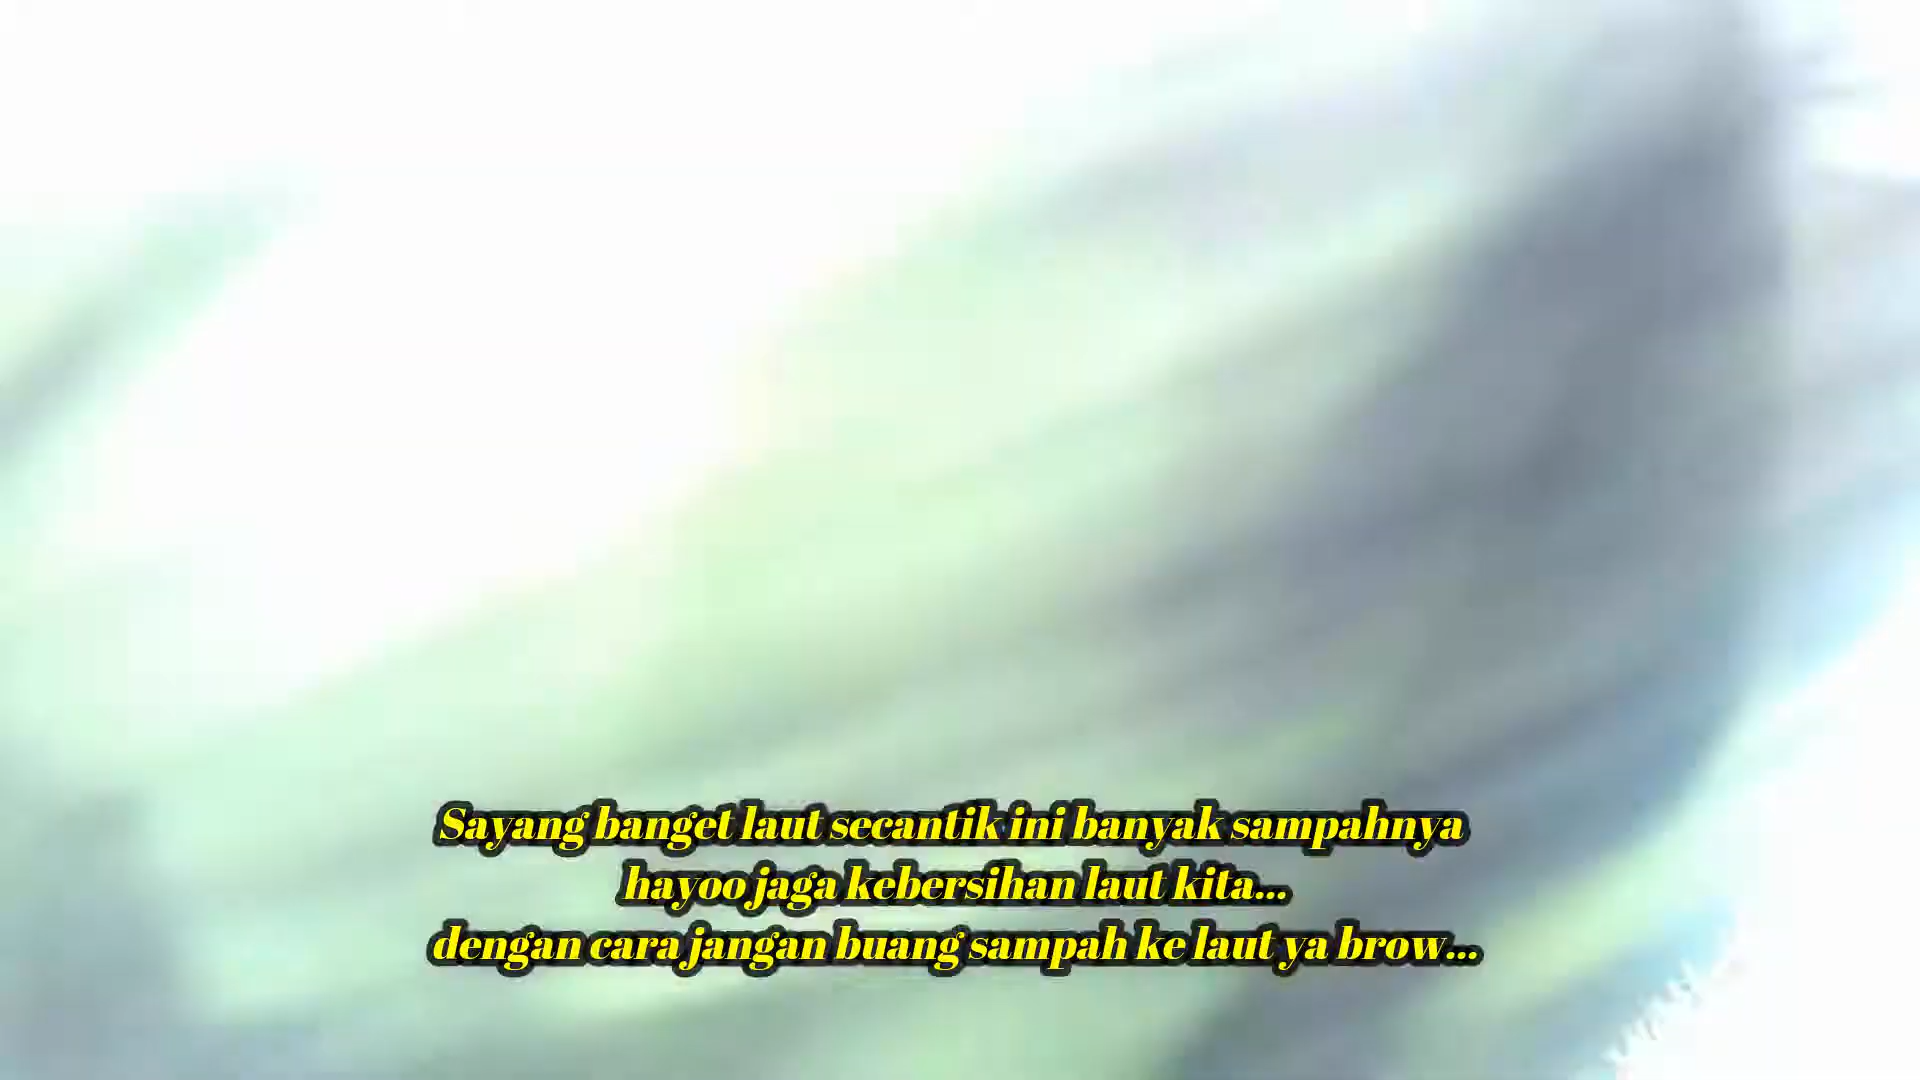 Sayang banget laut secantik ini banyak sampahnya
hayoo jaga kebersihan laut kita...
dengan cara jangan buang sampah ke laut ya brow...